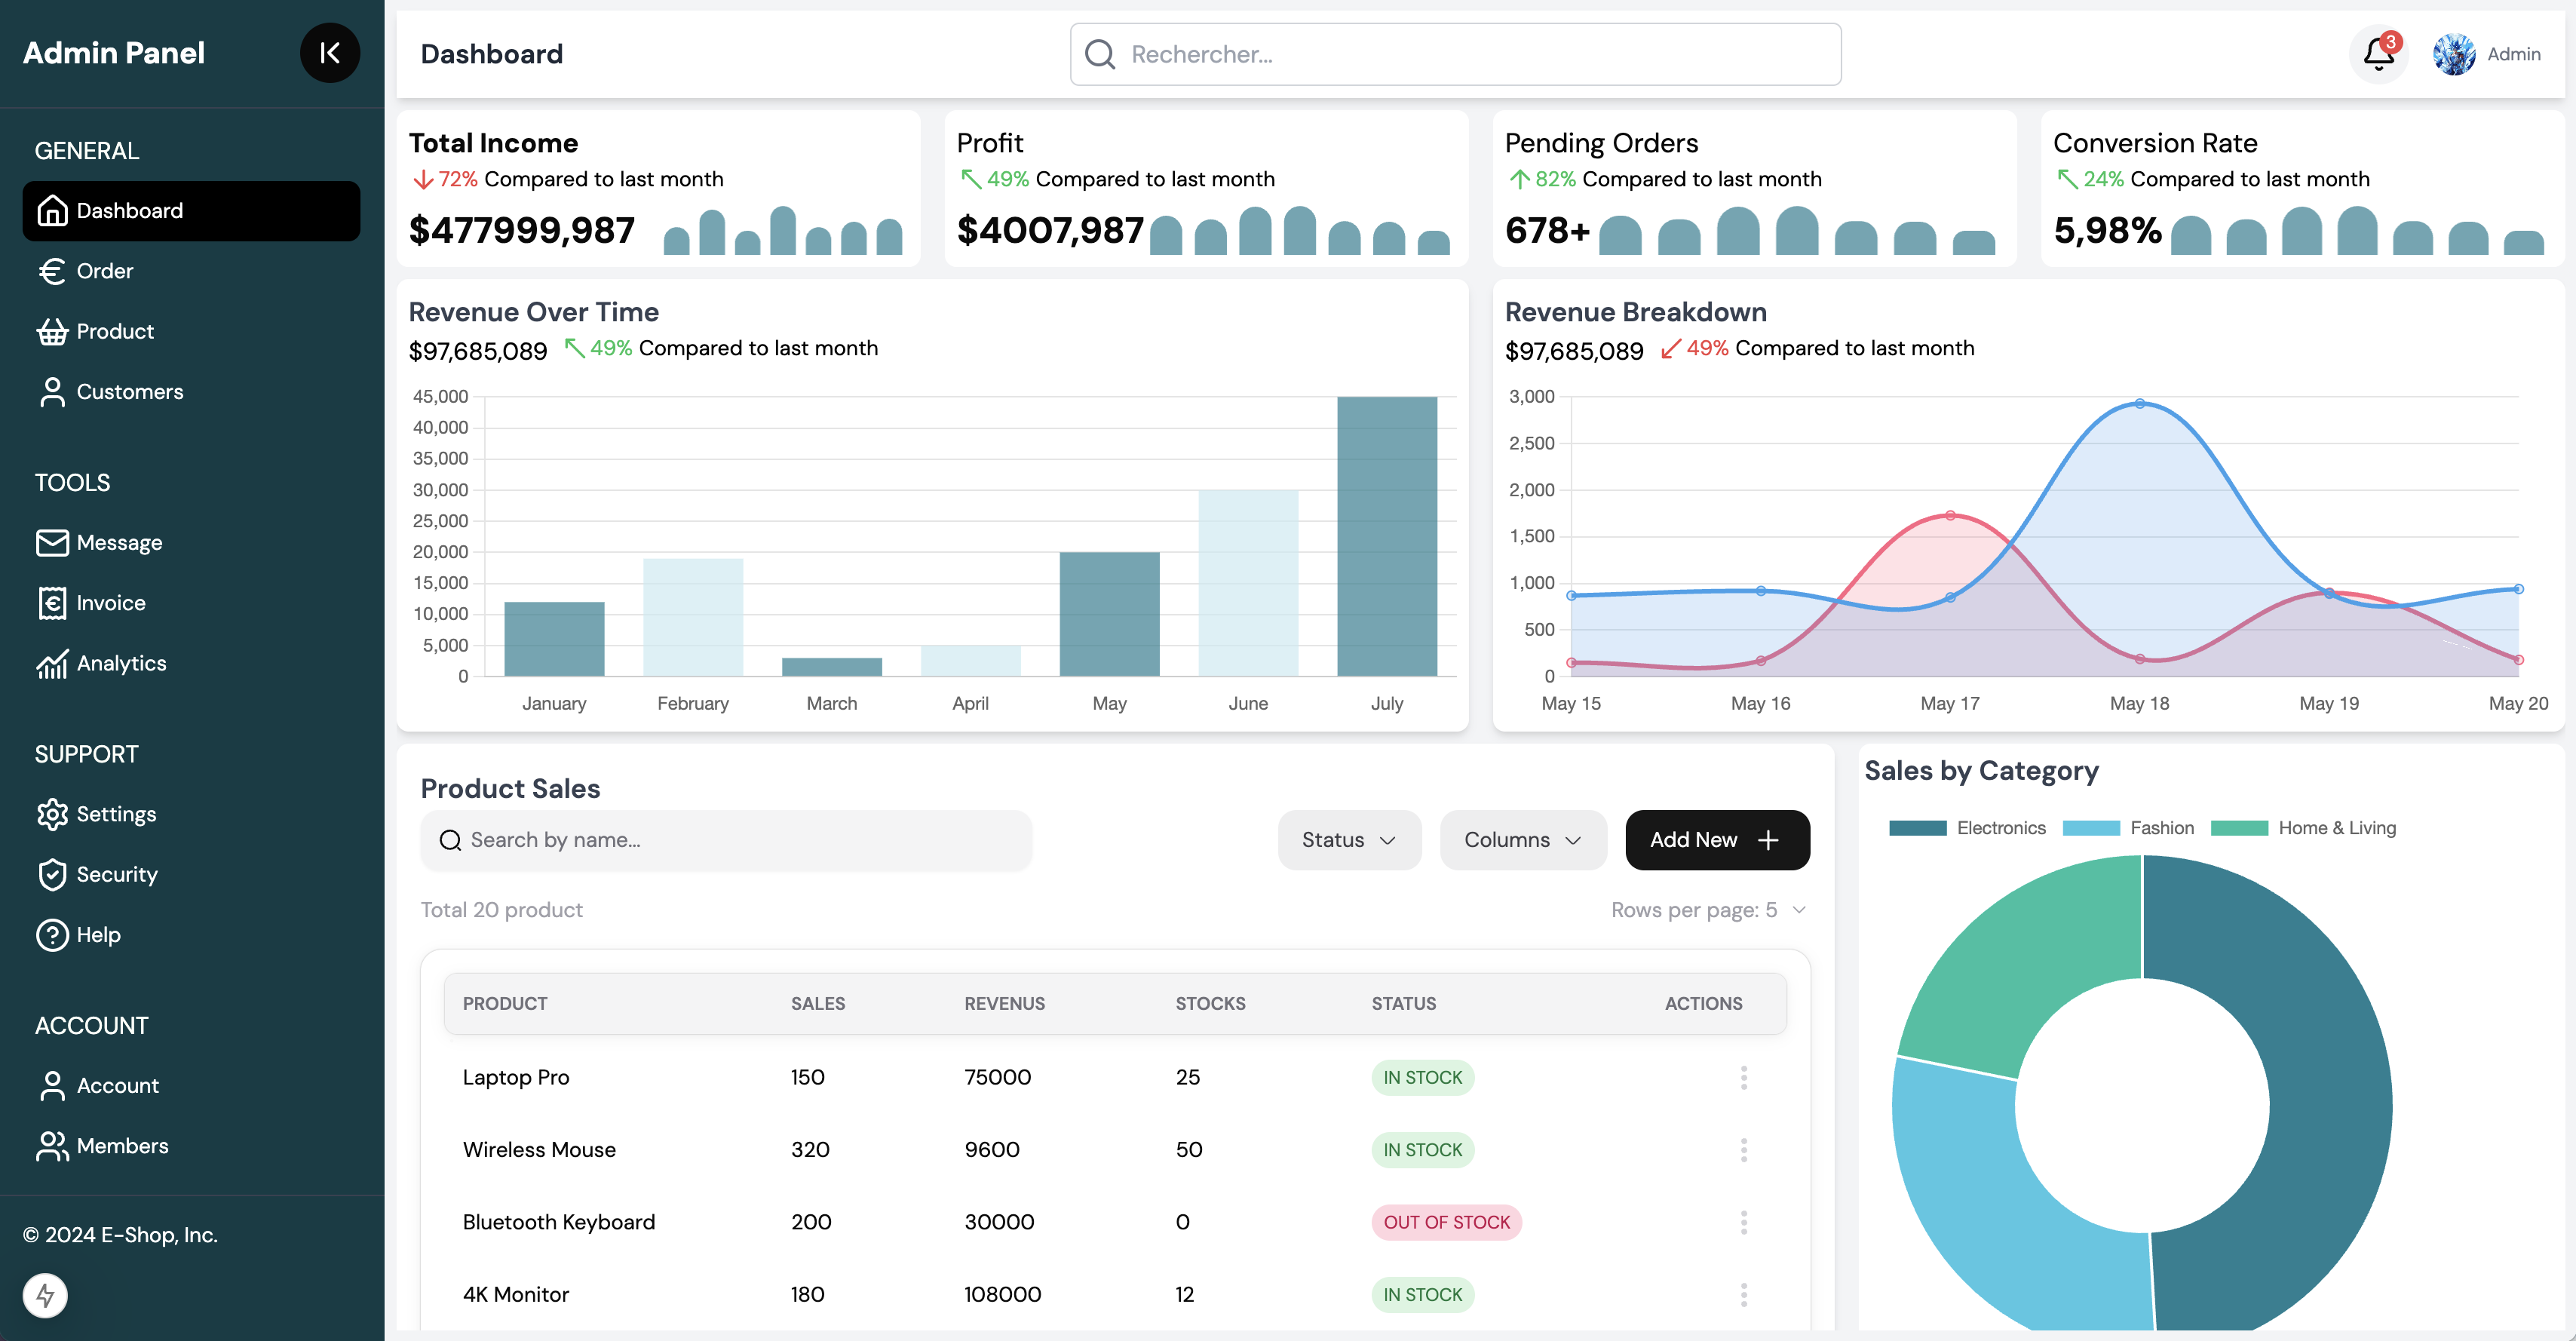 Admin Panel
GENERAL
Dashboard
Order
Product
Customers
TOOLS
Message
Invoice
Analytics
SUPPORT
Settings
Security
Help
ACCOUNT
Account
Members
© 2024 E-Shop, Inc.
Dashboard
Rechercher...
3
Admin
Total Income
72% Compared to last month
$477999,987
Profit
49% Compared to last month
$4007,987
Pending Orders
82% Compared to last month
678+
Conversion Rate
24% Compared to last month
5,98%
Revenue Over Time
$97,685,089 49% Compared to last month
45,000
40,000
35,000
30,000
25,000
20,000
15,000
10,000
5,000
0
January February March April May June July
Revenue Breakdown
$97,685,089 49% Compared to last month
3,000
2,500
2,000
1,500
1,000
500
0
May 15 May 16 May 17 May 18 May 19 May 20
Product Sales
Search by name...
Status Columns Add New
Total 20 product Rows per page: 5
PRODUCT SALES REVENUS STOCKS STATUS ACTIONS
Laptop Pro 150 75000 25 IN STOCK
Wireless Mouse 320 9600 50 IN STOCK
Bluetooth Keyboard 200 30000 0 OUT OF STOCK
4K Monitor 180 108000 12 IN STOCK
Sales by Category
Electronics Fashion Home & Living